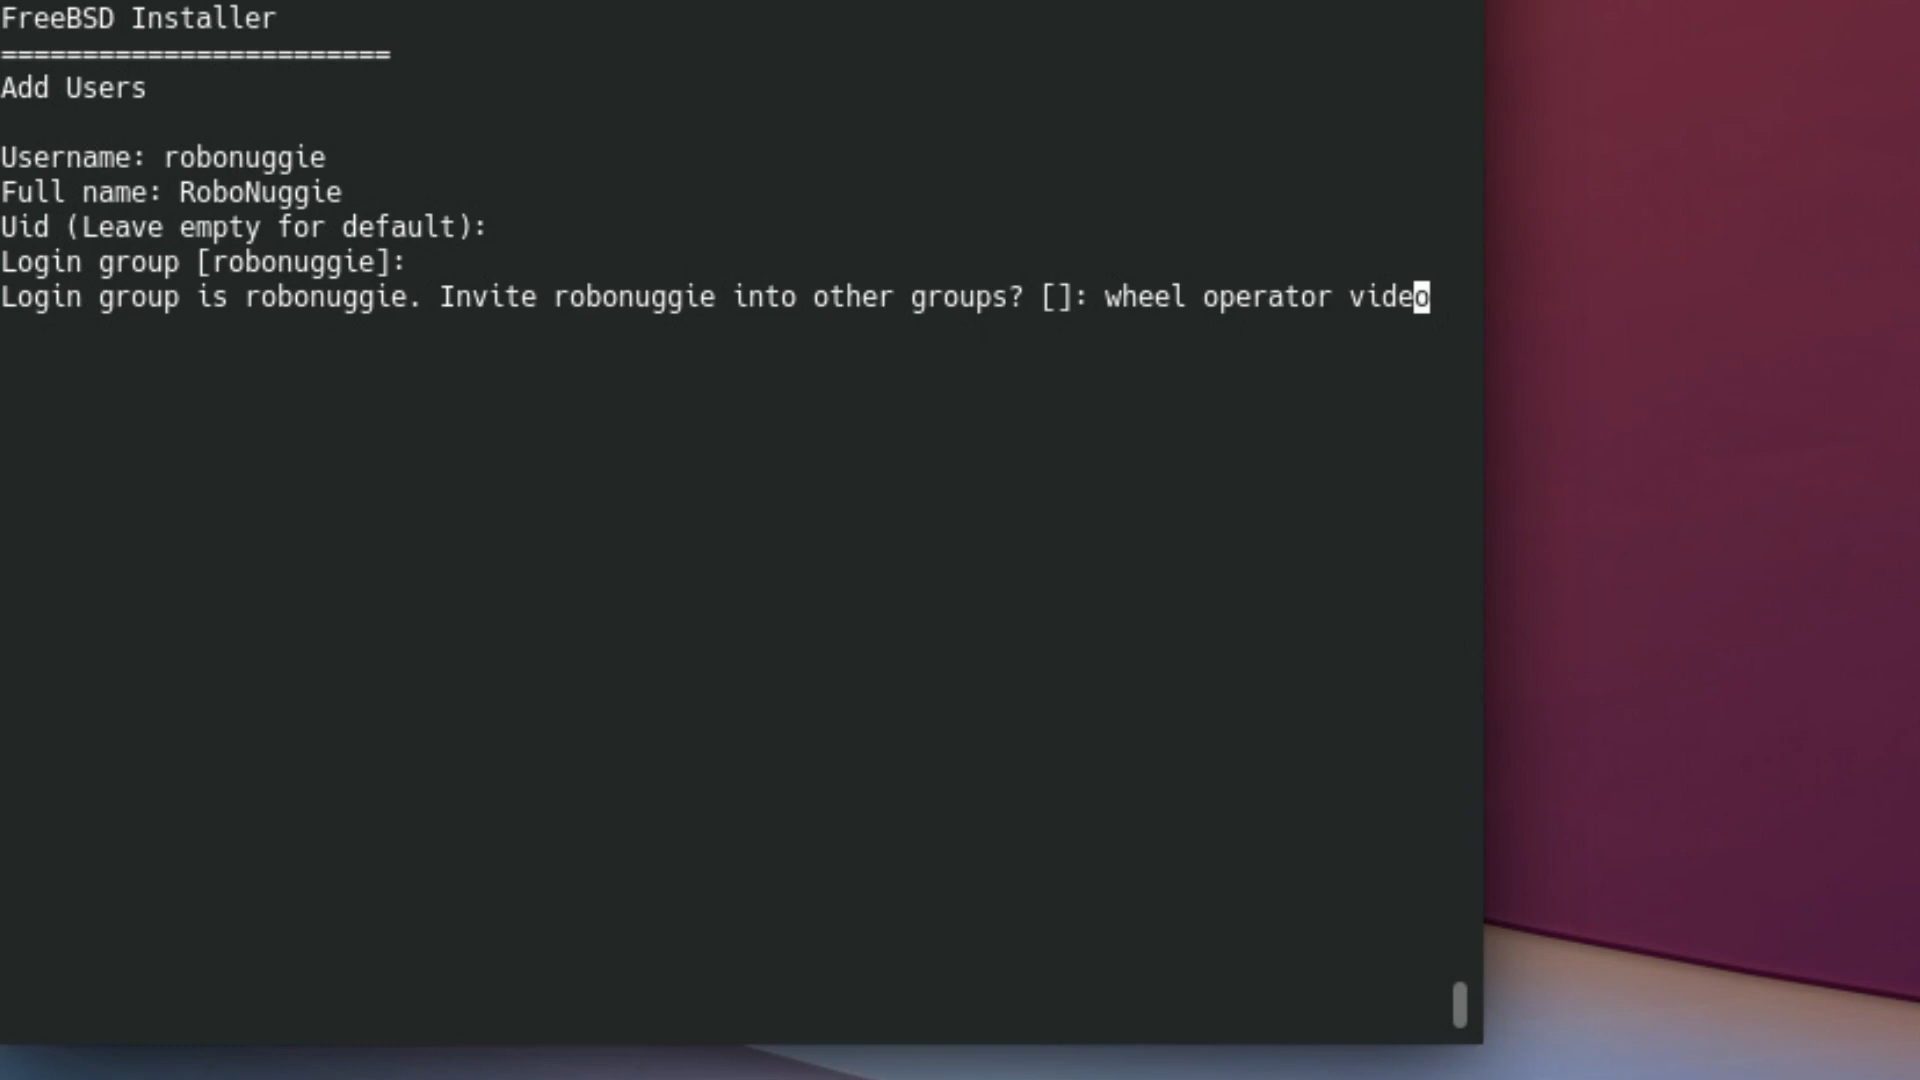 FreeBSD Installer
========================
Add Users
Username: robonuggie
Full name: RoboNuggie
Uid (Leave empty for default):
Login group [robonuggie]:
Login group is robonuggie. Invite robonuggie into other groups? []: wheel operator video